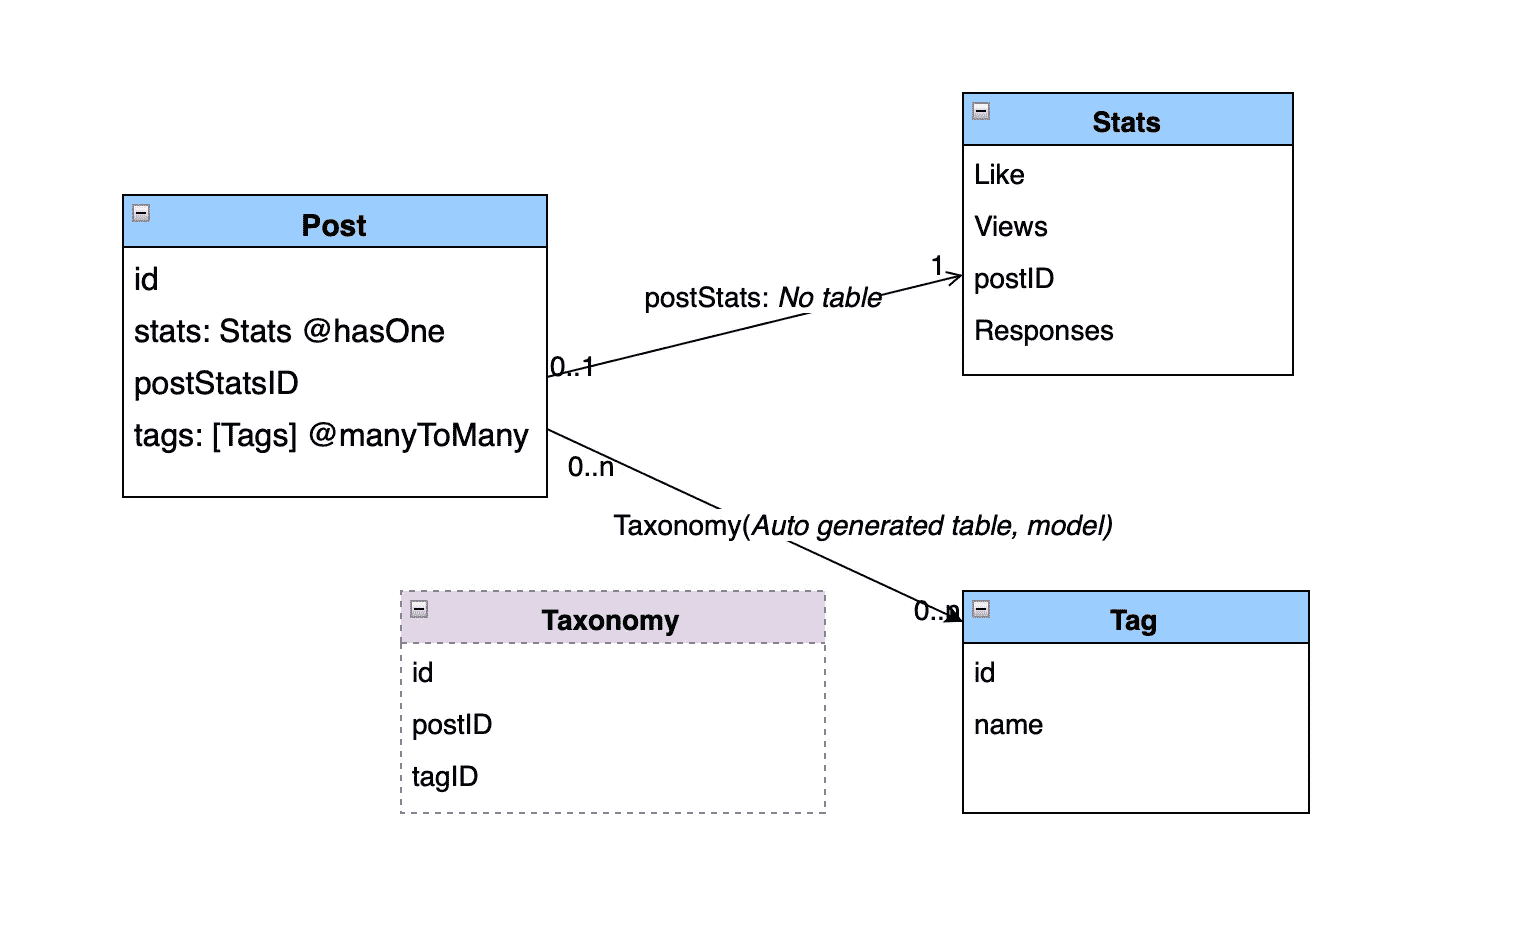 Stats
Like
Views
postID
Responses
Post
id
stats: Stats @hasOne
postStatsID
tags: [Tags] @manyToMany
1
postStats: No table
0..1
0..n
Taxonomy(Auto generated table, model)
0..n
Taxonomy
id
postID
tagID
Tag
id
name